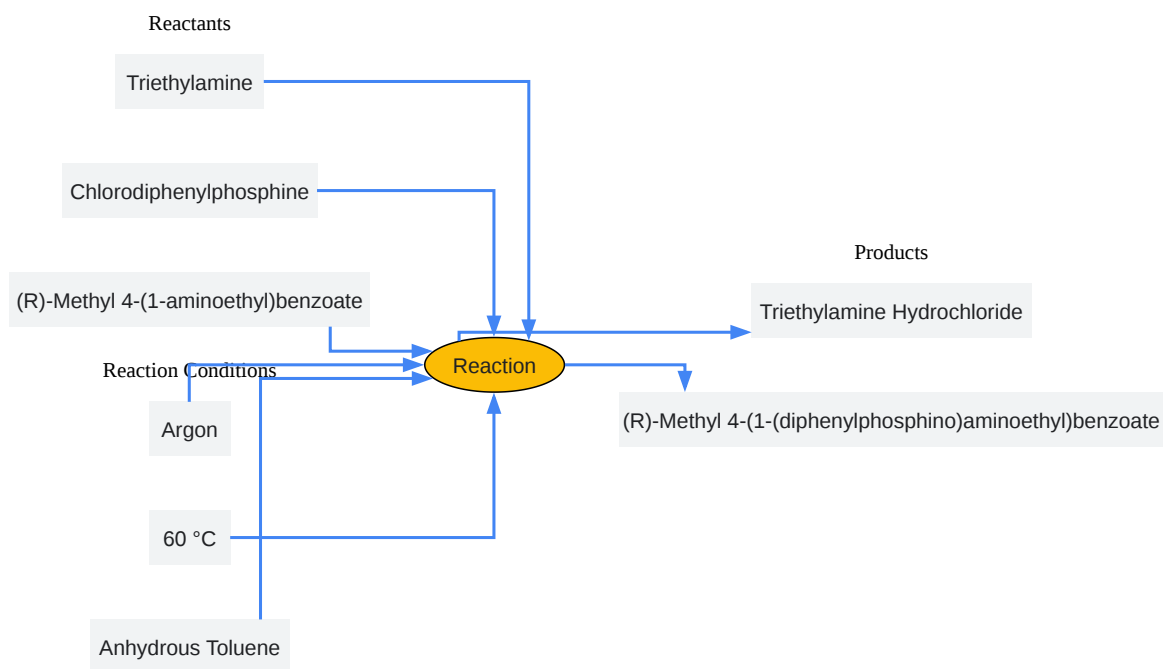 Reactants
Triethylamine
Chlorodiphenylphosphine
(R)-Methyl 4-(1-aminoethyl)benzoate
Reaction Conditions
Argon
60 °C
Anhydrous Toluene
Reaction
Products
Triethylamine Hydrochloride
(R)-Methyl 4-(1-(diphenylphosphino)aminoethyl)benzoate